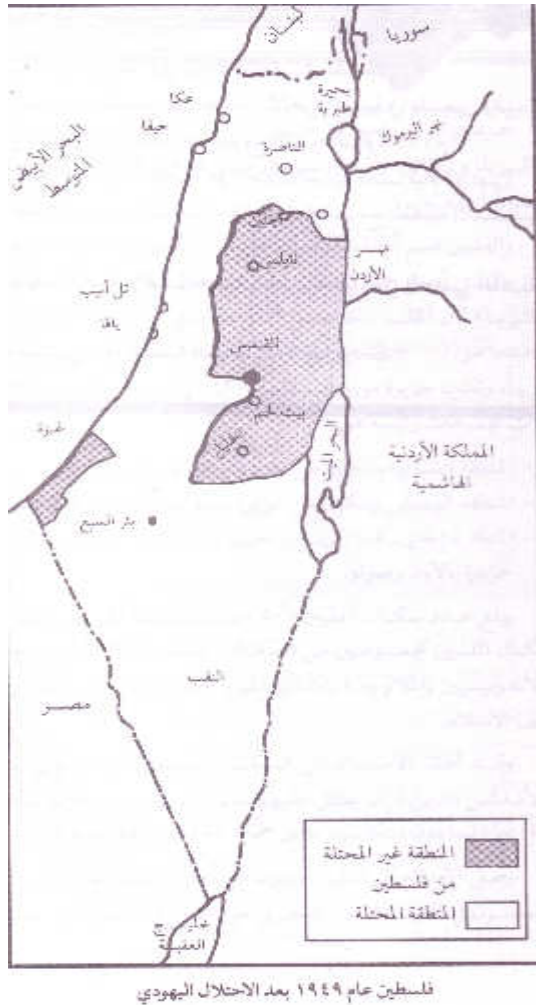 لبنان
سوريا
بحيرة
طبرية
عكا
حيفا
البحر الأبيض
المتوسط
الناصرة
نهر اليرموك
جنين
نابلس
نهر
الأردن
تل أبيب
يافا
القدس
بيت لحم
الخليل
البحر الميت
غزة
المملكة الأردنية
الهاشمية
بئر السبع
النقب
مصر
خليج
العقبة
المنطقة غير المحتلة
من فلسطين
المنطقة المحتلة
فلسطين عام ١٩٤٩ بعد الاحتلال اليهودي